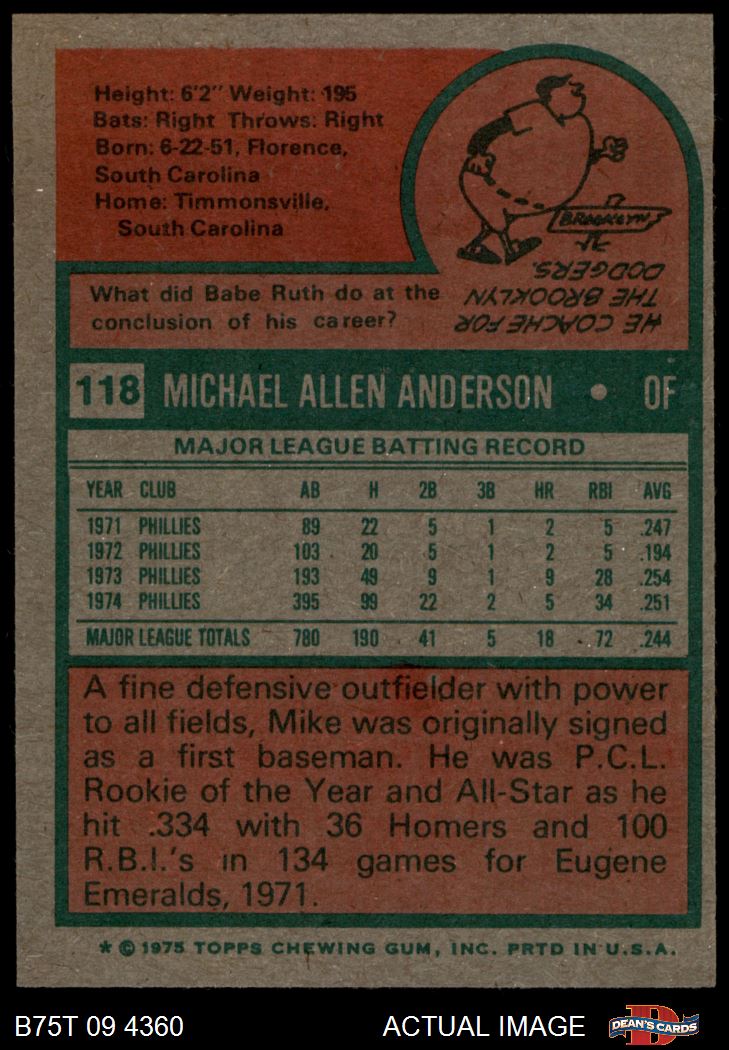 Height: 6'2" Weight: 195
Bats: Right Throws: Right
Born: 6-22-51, Florence,
South Carolina
Home: Timmonsville,
South Carolina
What did Babe Ruth do at the
conclusion of his career?
BROOKLYN
HE COACHE FOR
THE BROOKLYN
DODGERS.
118 MICHAEL ALLEN ANDERSON • OF
MAJOR LEAGUE BATTING RECORD
YEAR CLUB AB H 2B 3B HR RBI AVG
1971 PHILLIES 89 22 5 1 2 5 .247
1972 PHILLIES 103 20 5 1 2 5 .194
1973 PHILLIES 193 49 9 1 9 28 .254
1974 PHILLIES 395 99 22 2 5 34 .251
MAJOR LEAGUE TOTALS 780 190 41 5 18 72 .244
A fine defensive outfielder with power
to all fields, Mike was originally signed
as a first baseman. He was P.C.L.
Rookie of the Year and All-Star as he
hit .334 with 36 Homers and 100
R.B.I.'s in 134 games for Eugene
Emeralds, 1971.
* © 1975 TOPPS CHEWING GUM, INC. PRTD IN U.S.A.
B75T 09 4360 ACTUAL IMAGE D DEAN'S CARDS